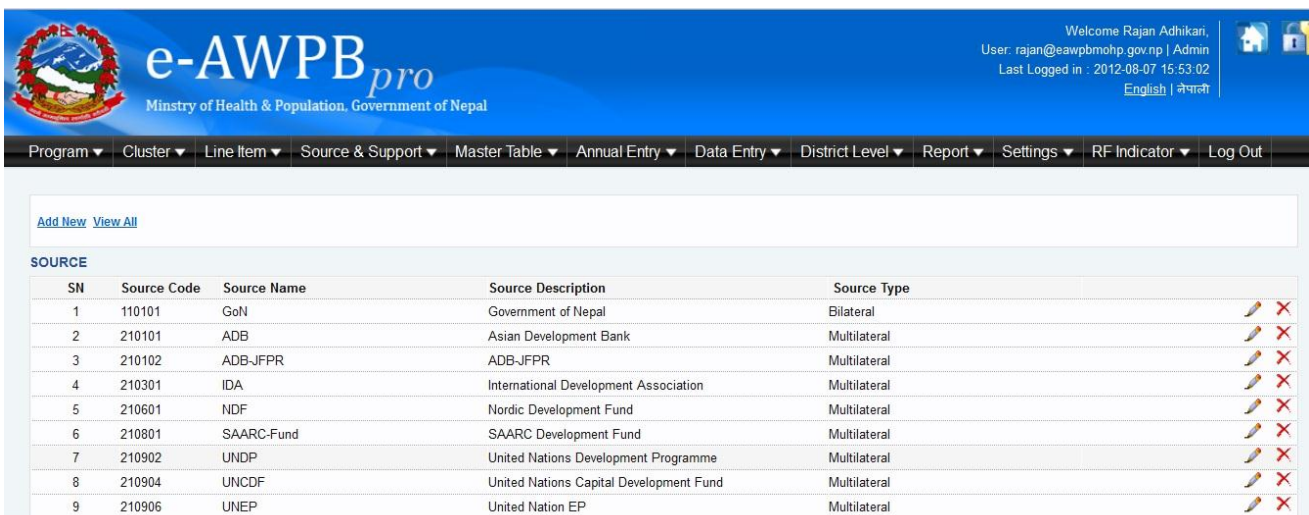 e-AWPB pro
Minstry of Health & Population, Government of Nepal
Welcome Rajan Adhikari,
User: rajan@eawpbmohp.gov.np | Admin
Last Logged in : 2012-08-07 15:53:02
English | नेपाली
Program ▼ Cluster ▼ Line Item ▼ Source & Support ▼ Master Table ▼ Annual Entry ▼ Data Entry ▼ District Level ▼ Report ▼ Settings ▼ RF Indicator ▼ Log Out
Add New View All
SOURCE
SN Source Code Source Name Source Description Source Type
1 110101 GoN Government of Nepal Bilateral
2 210101 ADB Asian Development Bank Multilateral
3 210102 ADB-JFPR ADB-JFPR Multilateral
4 210301 IDA International Development Association Multilateral
5 210601 NDF Nordic Development Fund Multilateral
6 210801 SAARC-Fund SAARC Development Fund Multilateral
7 210902 UNDP United Nations Development Programme Multilateral
8 210904 UNCDF United Nations Capital Development Fund Multilateral
9 210906 UNEP United Nation EP Multilateral